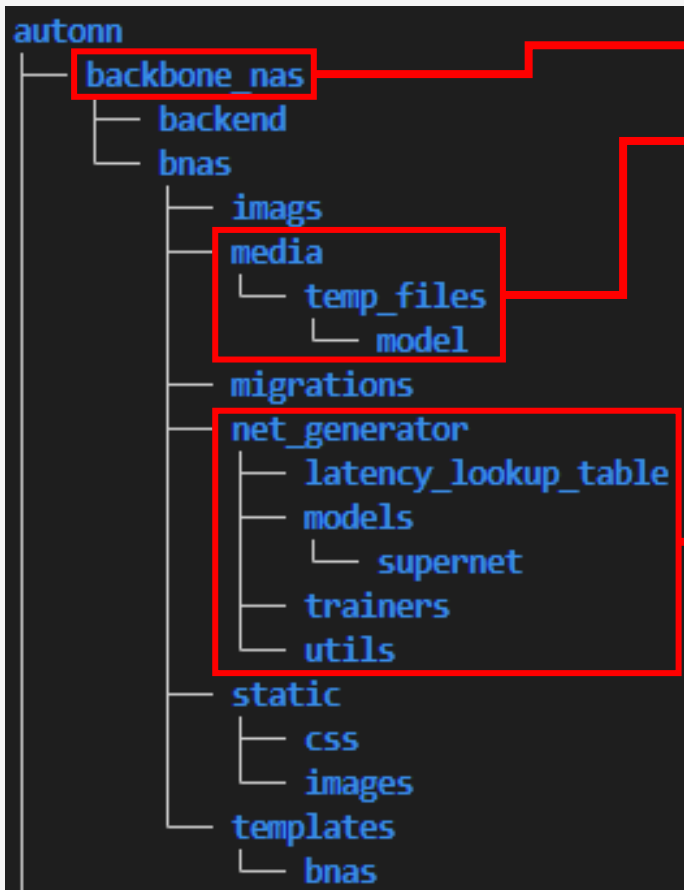 autonn
backbone_nas
backend
bnas
imags
media
temp_files
model
migrations
net_generator
latency_lookup_table
models
supernet
trainers
utils
static
css
images
templates
bnas